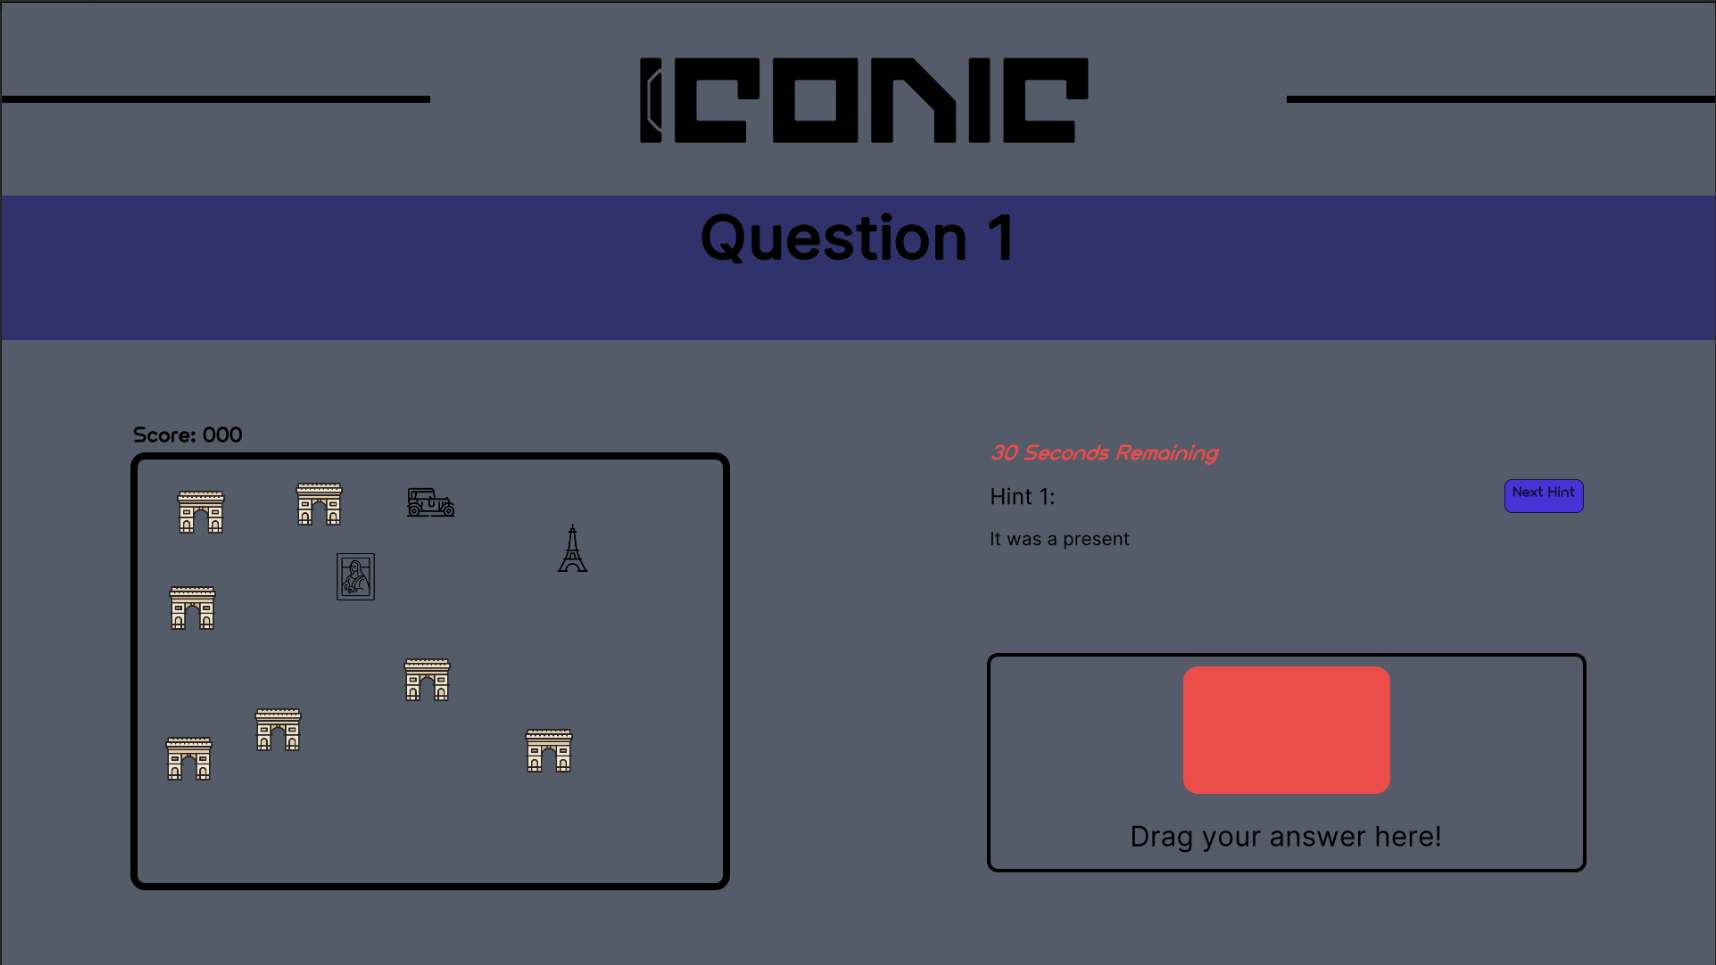 ICONIC
Question 1
Score: 000
30 Seconds Remaining
Hint 1:
Next Hint
It was a present
Drag your answer here!